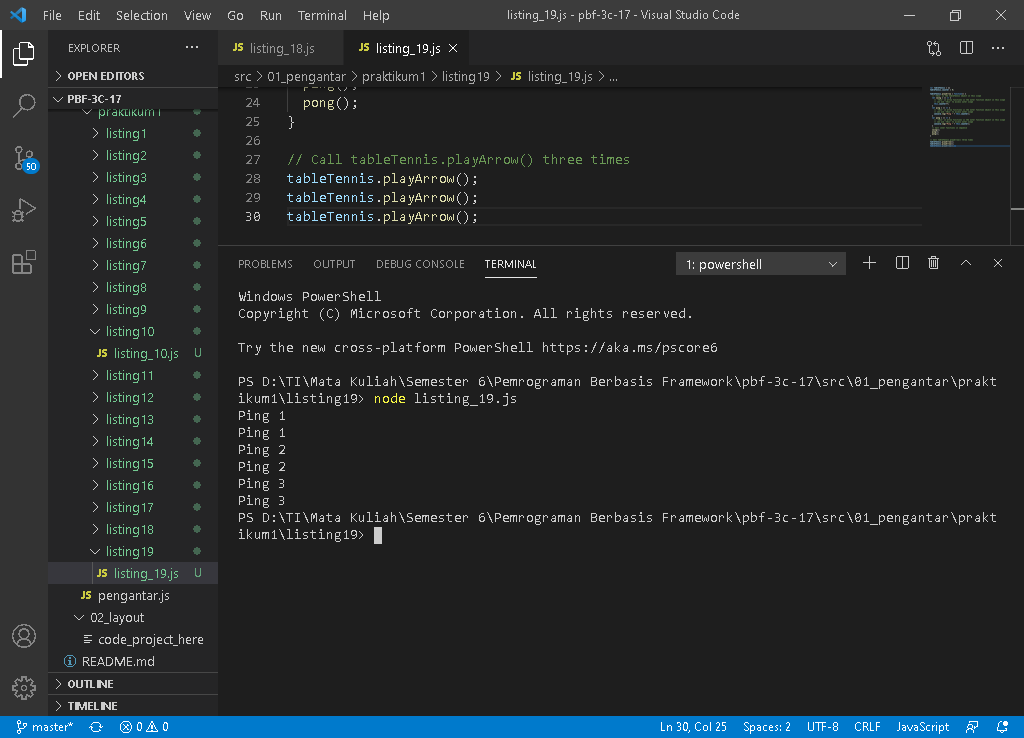 File Edit Selection View Go Run Terminal Help
listing_19.js - pbf-3c-17 - Visual Studio Code
EXPLORER
OPEN EDITORS
PBF-3C-17
praktikum1
listing1
listing2
listing3
listing4
listing5
listing6
listing7
listing8
listing9
listing10
JS listing_10.js U
listing11
listing12
listing13
listing14
listing15
listing16
listing17
listing18
listing19
JS listing_19.js U
JS pengantar.js
02_layout
code_project_here
README.md
OUTLINE
TIMELINE
50
JS listing_18.js JS listing_19.js
src > 01_pengantar > praktikum1 > listing19 > JS listing_19.js > ...
23 ping();
24 pong();
25 }
26
27 // Call tableTennis.playArrow() three times
28 tableTennis.playArrow();
29 tableTennis.playArrow();
30 tableTennis.playArrow();
PROBLEMS OUTPUT DEBUG CONSOLE TERMINAL 1: powershell
Windows PowerShell
Copyright (C) Microsoft Corporation. All rights reserved.
Try the new cross-platform PowerShell https://aka.ms/pscore6
PS D:\TI\Mata Kuliah\Semester 6\Pemrograman Berbasis Framework\pbf-3c-17\src\01_pengantar\prakt
ikum1\listing19> node listing_19.js
Ping 1
Ping 1
Ping 2
Ping 2
Ping 3
Ping 3
PS D:\TI\Mata Kuliah\Semester 6\Pemrograman Berbasis Framework\pbf-3c-17\src\01_pengantar\prakt
ikum1\listing19>
master* 0 0 Ln 30, Col 25 Spaces: 2 UTF-8 CRLF JavaScript